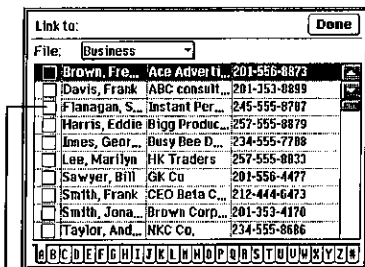 Link to: Done
File: Business
Brown, Fre... Ace Adverti... 201-556-8873
Davis, Frank ABC consult... 201-353-8899
Flanagan, S... Instant Per... 245-555-8787
Harris, Eddie Bigg Produc... 257-555-8879
Innes, Geor... Busy Bee D... 234-555-7788
Lee, Marilyn HK Traders 257-555-8033
Sawyer, Bill GK Co 201-556-4477
Smith, Frank CEO Beta C... 212-444-6473
Smith, Jona... Brown Corp... 201-353-4170
Taylor, And... NKC Co. 234-555-8686
A B C D E F G H I J K L M N O P Q R S T U V W X Y Z *